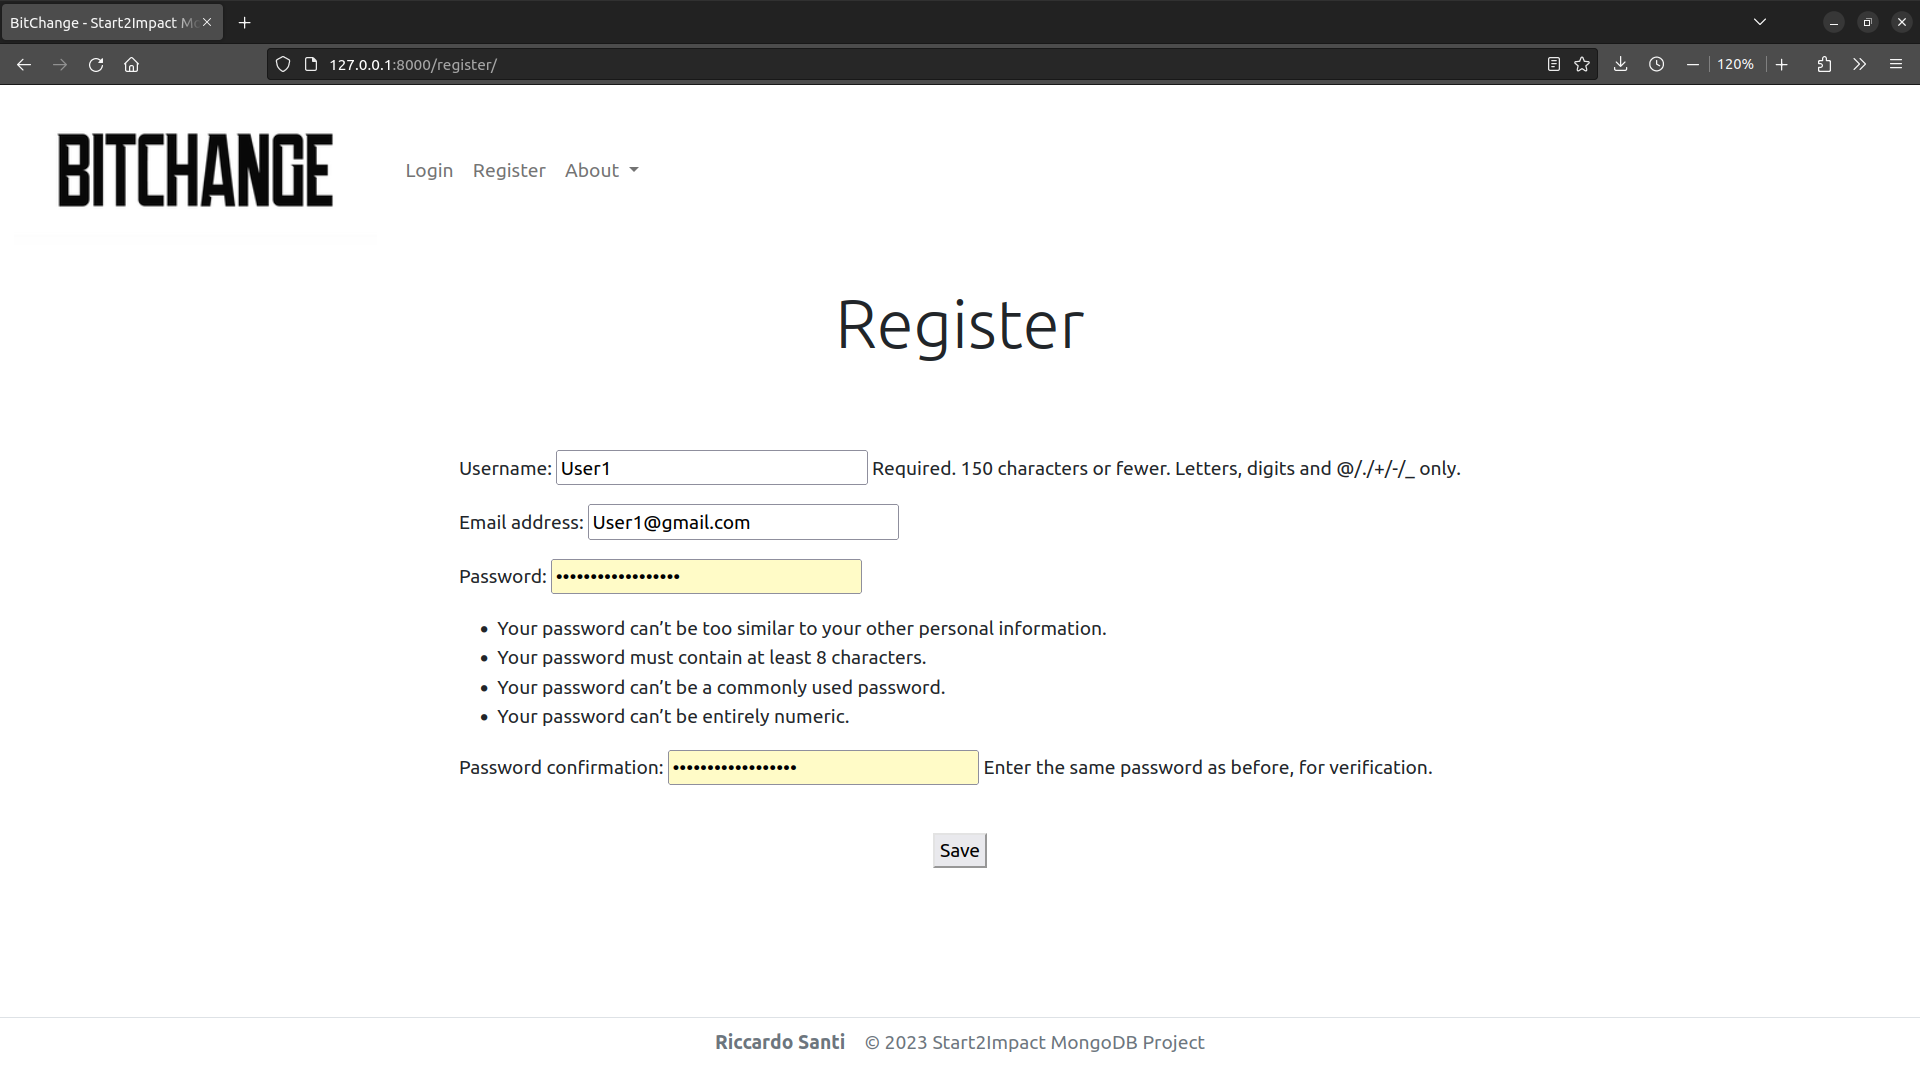 BitChange - Start2Impact Mo
127.0.0.1:8000/register/
120%
BITCHANGE
Login Register About
Register
Username: User1 Required. 150 characters or fewer. Letters, digits and @/./+/-/_ only.
Email address: User1@gmail.com
Password: ••••••••••••••••••
• Your password can’t be too similar to your other personal information.
• Your password must contain at least 8 characters.
• Your password can’t be a commonly used password.
• Your password can’t be entirely numeric.
Password confirmation: •••••••••••••••••• Enter the same password as before, for verification.
Save
Riccardo Santi © 2023 Start2Impact MongoDB Project